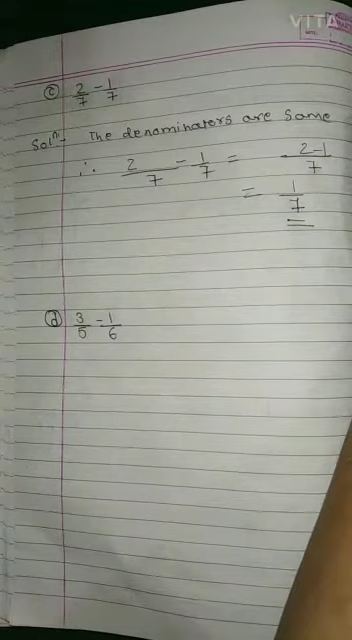 VITA
(c) 2/7 - 1/7
Solⁿ- The denominators are same
∴ 2/7 - 1/7 = 2-1/7
= 1/7
(d) 3/5 - 1/6